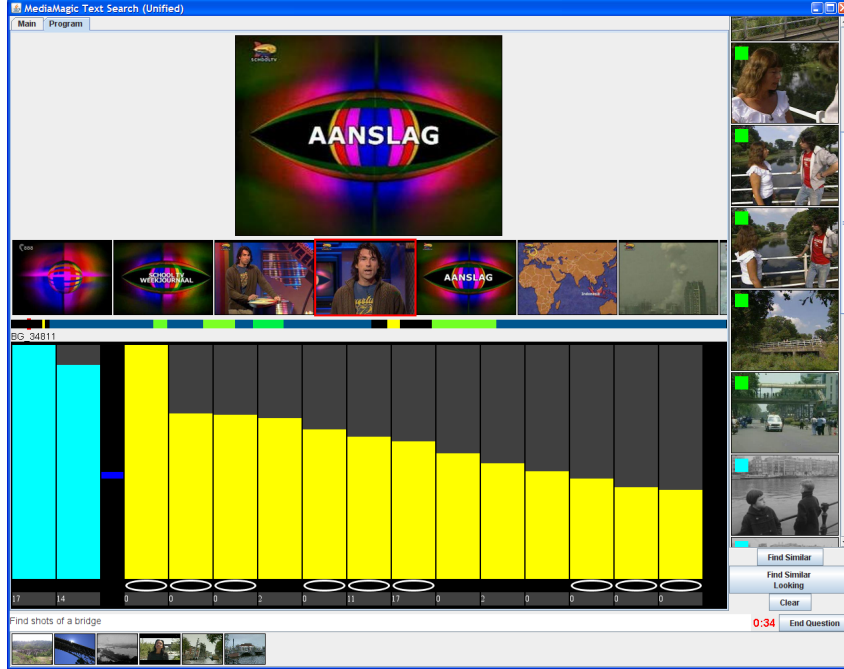 MediaMagic Text Search (Unified)
Main Program
SCHOOLTV
AANSLAG
SCHOOL TV
WEEKJOURNAAL
AANSLAG
BG_34811
17 14 0 0 0 2 0 11 17 0 2 0 0 0 0
Find Similar
Find Similar
Looking
Clear
Find shots of a bridge
0:34 End Question